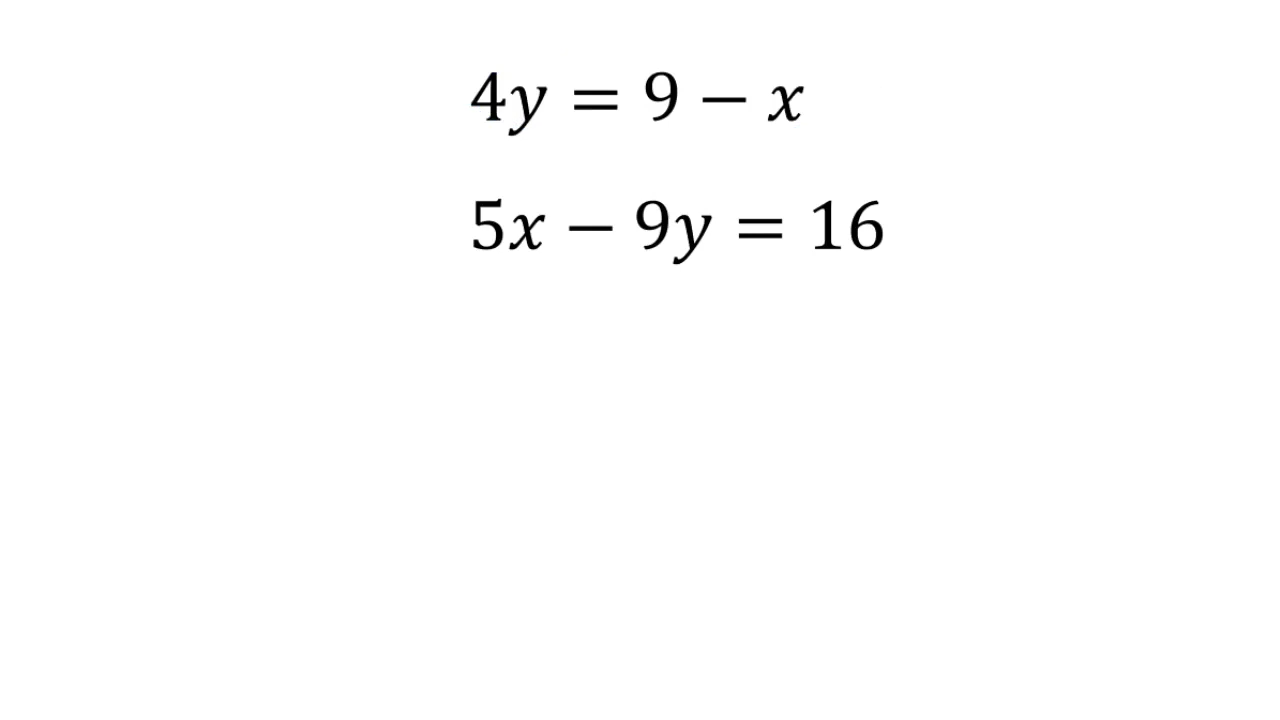 4y = 9 − x
5x − 9y = 16